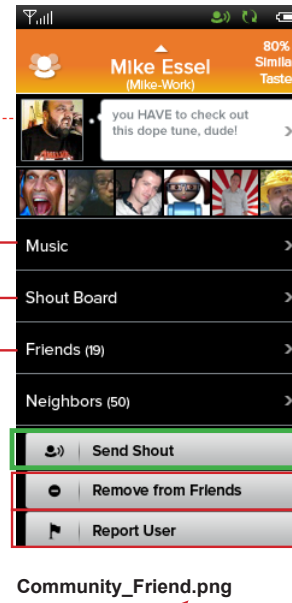 80%
Mike Essel
Similar
(Mike-Work)
Taste
you HAVE to check out
this dope tune, dude!
Music
Shout Board
Friends (19)
Neighbors (50)
Send Shout
Remove from Friends
Report User
Community_Friend.png